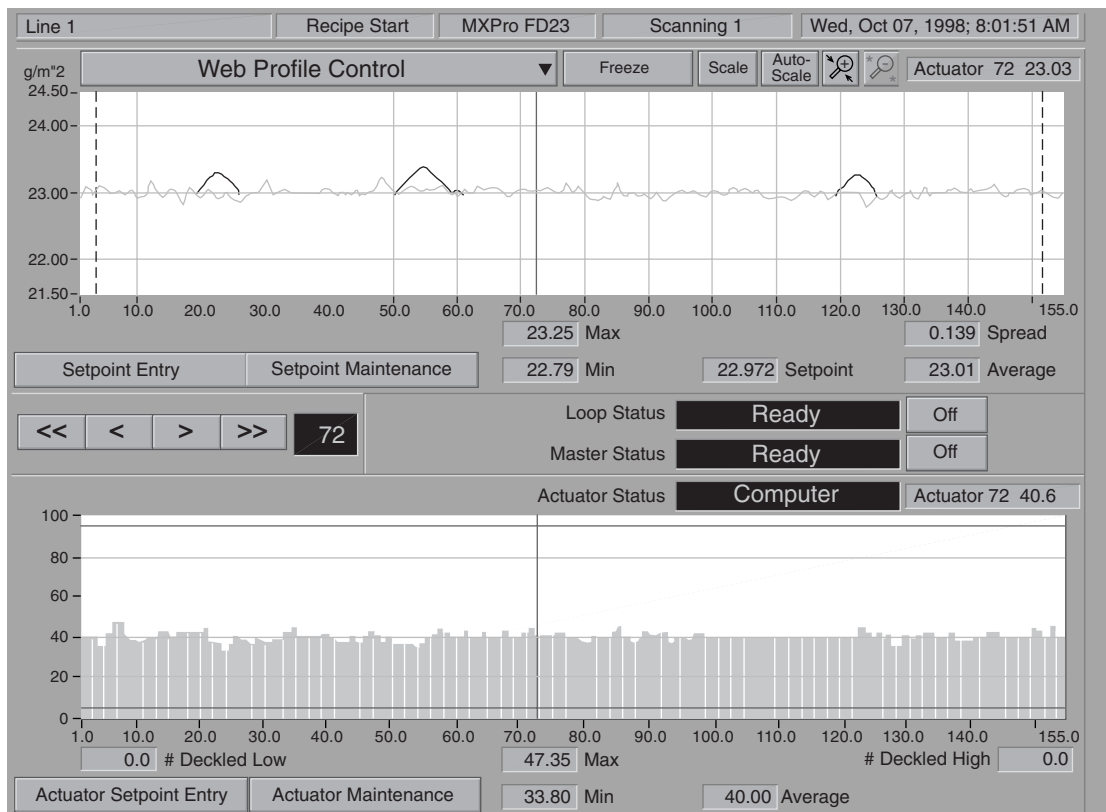 Line 1 Recipe Start MXPro FD23 Scanning 1 Wed, Oct 07, 1998; 8:01:51 AM
g/m"2 Web Profile Control Freeze Scale Auto-Scale Actuator 72 23.03
24.50
24.00
23.00
22.00
21.50
1.0 10.0 20.0 30.0 40.0 50.0 60.0 70.0 80.0 90.0 100.0 110.0 120.0 130.0 140.0 155.0
23.25 Max 0.139 Spread
Setpoint Entry Setpoint Maintenance 22.79 Min 22.972 Setpoint 23.01 Average
Loop Status Ready Off
<< < > >> 72
Master Status Ready Off
Actuator Status Computer Actuator 72 40.6
100
80
60
40
20
0
1.0 10.0 20.0 30.0 40.0 50.0 60.0 70.0 80.0 90.0 100.0 110.0 120.0 130.0 140.0 155.0
0.0 # Deckled Low 47.35 Max # Deckled High 0.0
Actuator Setpoint Entry Actuator Maintenance 33.80 Min 40.00 Average